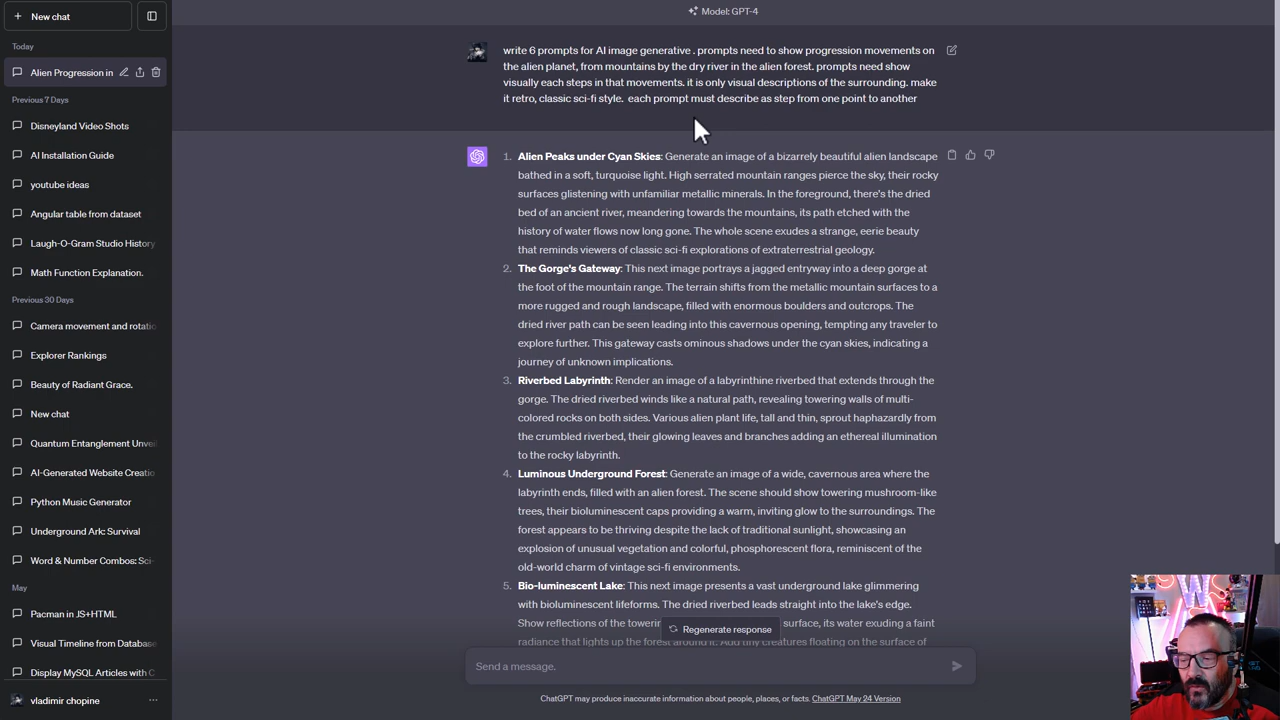 New chat
Today
Alien Progression in
Previous 7 Days
Disneyland Video Shots
AI Installation Guide
youtube ideas
Angular table from dataset
Laugh-O-Gram Studio History
Math Function Explanation.
Previous 30 Days
Camera movement and rotatio
Explorer Rankings
Beauty of Radiant Grace.
New chat
Quantum Entanglement Unvei
AI-Generated Website Creatio
Python Music Generator
Underground Ark: Survival
Word & Number Combos: Sci-
May
Pacman in JS+HTML
Visual Timeline from Databas
Display MySQL Articles with C
vladimir chopine
Model: GPT-4
write 6 prompts for AI image generative . prompts need to show progression movements on
the alien planet, from mountains by the dry river in the alien forest. prompts need show
visually each steps in that movements. it is only visual descriptions of the surrounding. make
it retro, classic sci-fi style. each prompt must describe as step from one point to another
1. Alien Peaks under Cyan Skies: Generate an image of a bizarrely beautiful alien landscape
bathed in a soft, turquoise light. High serrated mountain ranges pierce the sky, their rocky
surfaces glistening with unfamiliar metallic minerals. In the foreground, there's the dried
bed of an ancient river, meandering towards the mountains, its path etched with the
history of water flows now long gone. The whole scene exudes a strange, eerie beauty
that reminds viewers of classic sci-fi explorations of extraterrestrial geology.
2. The Gorge's Gateway: This next image portrays a jagged entryway into a deep gorge at
the foot of the mountain range. The terrain shifts from the metallic mountain surfaces to a
more rugged and rough landscape, filled with enormous boulders and outcrops. The
dried river path can be seen leading into this cavernous opening, tempting any traveler to
explore further. This gateway casts ominous shadows under the cyan skies, indicating a
journey of unknown implications.
3. Riverbed Labyrinth: Render an image of a labyrinthine riverbed that extends through the
gorge. The dried riverbed winds like a natural path, revealing towering walls of multi-
colored rocks on both sides. Various alien plant life, tall and thin, sprout haphazardly from
the crumbled riverbed, their glowing leaves and branches adding an ethereal illumination
to the rocky labyrinth.
4. Luminous Underground Forest: Generate an image of a wide, cavernous area where the
labyrinth ends, filled with an alien forest. The scene should show towering mushroom-like
trees, their bioluminescent caps providing a warm, inviting glow to the surroundings. The
forest appears to be thriving despite the lack of traditional sunlight, showcasing an
explosion of unusual vegetation and colorful, phosphorescent flora, reminiscent of the
old-world charm of vintage sci-fi environments.
5. Bio-luminescent Lake: This next image presents a vast underground lake glimmering
with bioluminescent lifeforms. The dried riverbed leads straight into the lake's edge.
Show reflections of the towerin surface, its water exuding a faint
Regenerate response
radiance that lights up the forest around it. Add tiny creatures floating on the surface of
Send a message.
ChatGPT may produce inaccurate information about people, places, or facts. ChatGPT May 24 Version